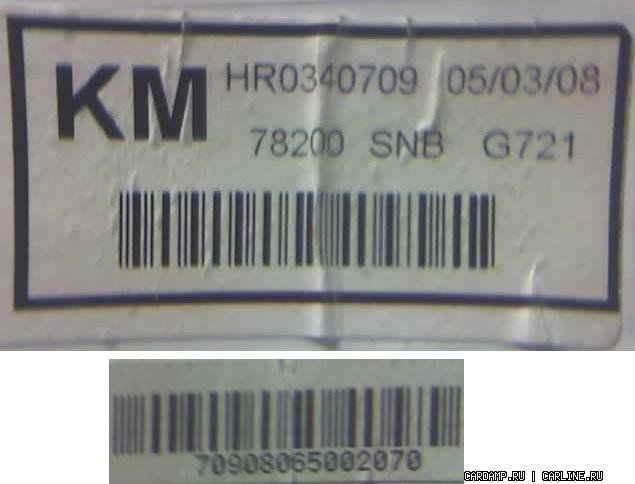 KM HR0340709 05/03/08
78200 SNB G721
70908065002070
CARDAMP.RU | CARLINE.RU